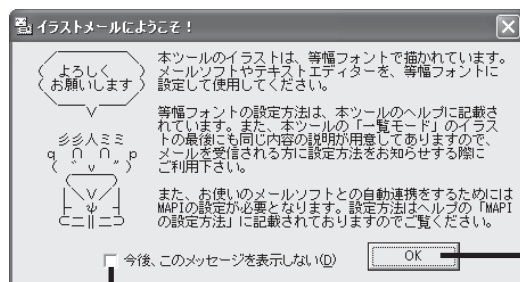 イラストメールにようこそ！
よろしく
お願いします
本ツールのイラストは、等幅フォントで描かれています。
メールソフトやテキストエディターを、等幅フォントに
設定して使用してください。
等幅フォントの設定方法は、本ツールのヘルプに記載さ
れています。また、本ツールの「一覧モード」のイラス
トの最後にも同じ内容の説明が用意してありますので、
メールを受信される方に設定方法をお知らせする際に
ご利用下さい。
また、お使いのメールソフトとの自動連携をするためには
MAPIの設定が必要となります。設定方法はヘルプの「MAPI
の設定方法」に記載されておりますのでご覧ください。
今後、このメッセージを表示しない(D)
OK